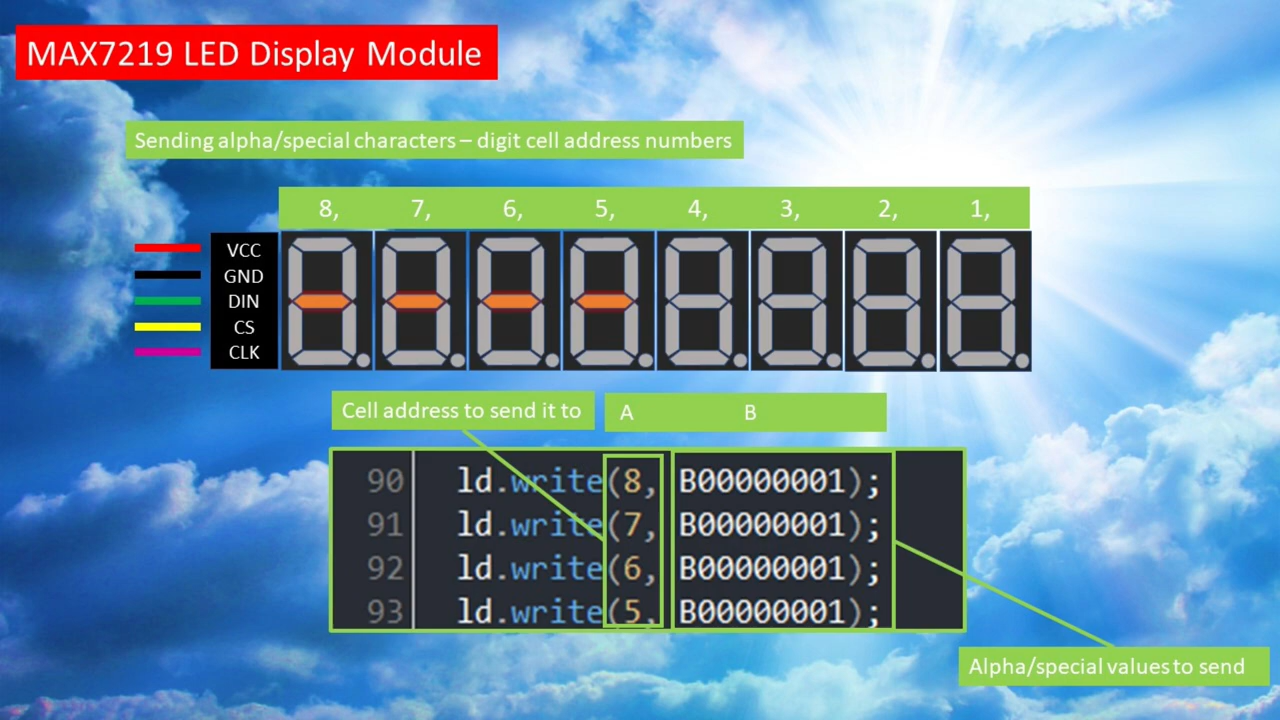 MAX7219 LED Display Module
Sending alpha/special characters – digit cell address numbers
8, 7, 6, 5, 4, 3, 2, 1,
VCC
GND
DIN
CS
CLK
Cell address to send it to
A B
90 ld.write(8, B00000001);
91 ld.write(7, B00000001);
92 ld.write(6, B00000001);
93 ld.write(5, B00000001);
Alpha/special values to send